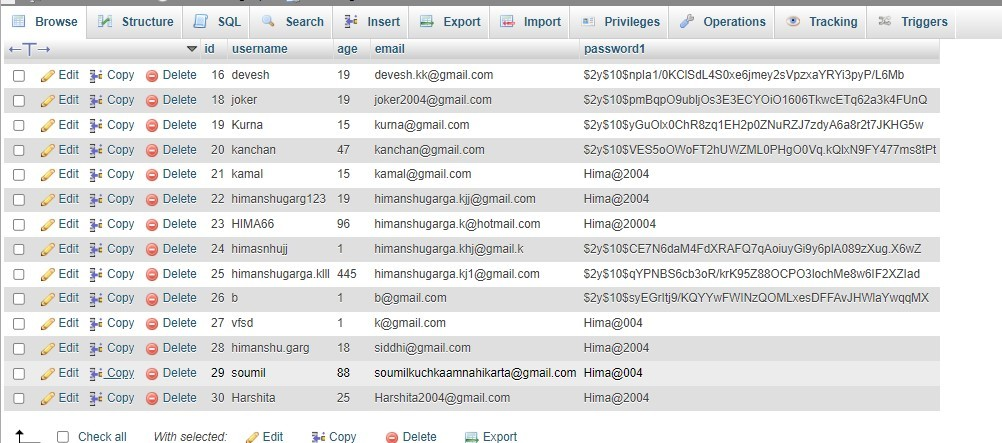 Browse Structure SQL Search Insert Export Import Privileges Operations Tracking Triggers
←T→ id username age email password1
Edit Copy Delete 16 devesh 19 devesh.kk@gmail.com $2y$10$npla1/0KClSdL4S0xe6jmey2sVpzxaYRYi3pyP/L6Mb
Edit Copy Delete 18 joker 19 joker2004@gmail.com $2y$10$pmBqpO9ubljOs3E3ECYOiO1606TkwcETq62a3k4FUnQ
Edit Copy Delete 19 Kurna 15 kurna@gmail.com $2y$10$yGuOlx0ChR8zq1EH2p0ZNuRZJ7zdyA6a8r2t7JKHG5w
Edit Copy Delete 20 kanchan 47 kanchan@gmail.com $2y$10$VES5oOWoFT2hUWZML0PHgO0Vq.kQlxN9FY477ms8tPt
Edit Copy Delete 21 kamal 15 kamal@gmail.com Hima@2004
Edit Copy Delete 22 himanshugarg123 19 himanshugarga.kjj@gmail.com Hima@2004
Edit Copy Delete 23 HIMA66 96 himanshugarga.k@hotmail.com Hima@20004
Edit Copy Delete 24 himasnhujj 1 himanshugarga.khj@gmail.k $2y$10$CE7N6daM4FdXRAFQ7qAoiuyGi9y6plA089zXug.X6wZ
Edit Copy Delete 25 himanshugarga.klll 445 himanshugarga.kj1@gmail.com $2y$10$qYPNBS6cb3oR/krK95Z88OCPO3lochMe8w6IF2XZlad
Edit Copy Delete 26 b 1 b@gmail.com $2y$10$syEGrltj9/KQYYwFWlNzQOMLxesDFFAvJHWlaYwqqMX
Edit Copy Delete 27 vfsd 1 k@gmail.com Hima@004
Edit Copy Delete 28 himanshu.garg 18 siddhi@gmail.com Hima@2004
Edit Copy Delete 29 soumil 88 soumilkuchkaamnahikarta@gmail.com Hima@004
Edit Copy Delete 30 Harshita 25 Harshita2004@gmail.com Hima@2004
Check all With selected: Edit Copy Delete Export